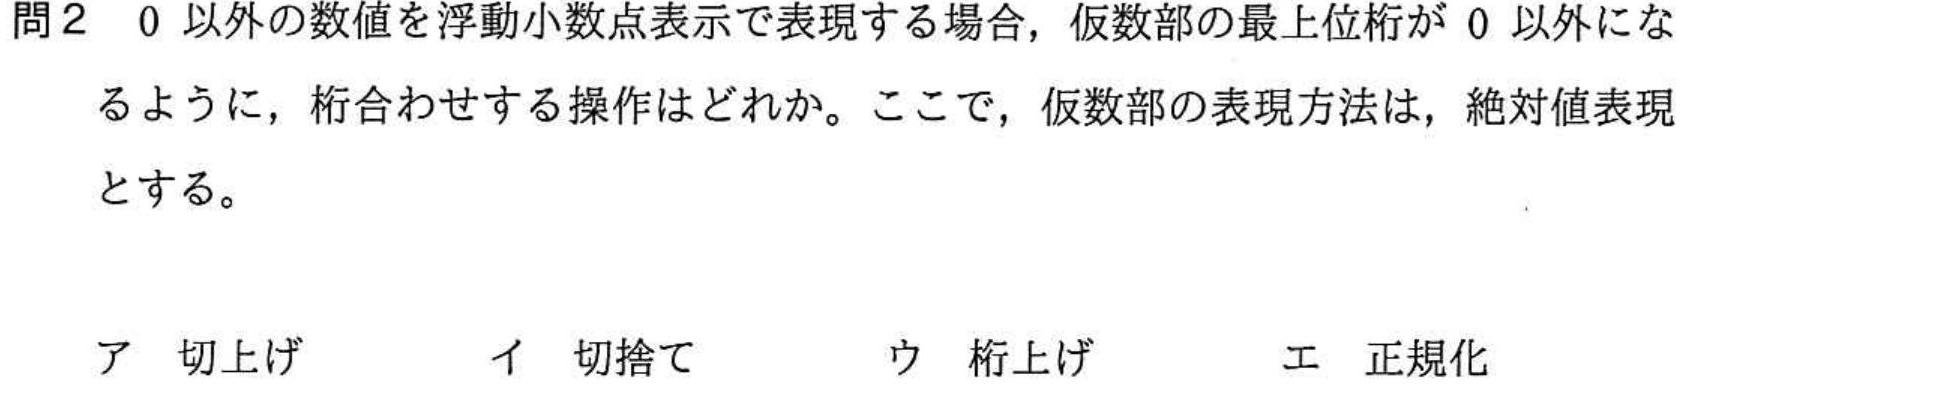 問2 0 以外の数値を浮動小数点表示で表現する場合，仮数部の最上位桁が 0 以外にな
るように，桁合わせする操作はどれか。ここで，仮数部の表現方法は，絶対値表現
とする。
ア 切上げ イ 切捨て ウ 桁上げ エ 正規化